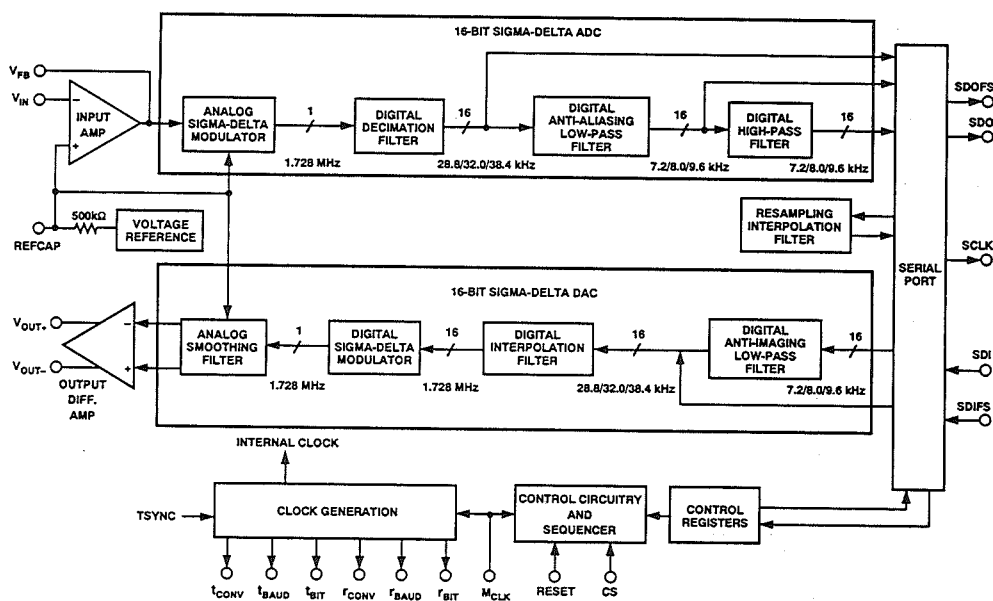 16-BIT SIGMA-DELTA ADC
VFB
VIN
INPUT
AMP
ANALOG
SIGMA-DELTA
MODULATOR
1
1.728 MHz
DIGITAL
DECIMATION
FILTER
16
28.8/32.0/38.4 kHz
DIGITAL
ANTI-ALIASING
LOW-PASS
FILTER
16
7.2/8.0/9.6 kHz
DIGITAL
HIGH-PASS
FILTER
16
7.2/8.0/9.6 kHz
SDOFS
SDO
REFCAP
500kΩ
VOLTAGE
REFERENCE
RESAMPLING
INTERPOLATION
FILTER
SCLK
SERIAL
PORT
16-BIT SIGMA-DELTA DAC
VOUT+
VOUT–
OUTPUT
DIFF.
AMP
ANALOG
SMOOTHING
FILTER
1
1.728 MHz
DIGITAL
SIGMA-DELTA
MODULATOR
16
1.728 MHz
DIGITAL
INTERPOLATION
FILTER
16
28.8/32.0/38.4 kHz
DIGITAL
ANTI-IMAGING
LOW-PASS
FILTER
16
7.2/8.0/9.6 kHz
SDI
SDIFS
INTERNAL CLOCK
TSYNC
CLOCK GENERATION
CONTROL CIRCUITRY
AND
SEQUENCER
CONTROL
REGISTERS
tCONV
tBAUD
tBIT
rCONV
rBAUD
rBIT
MCLK
RESET
CS